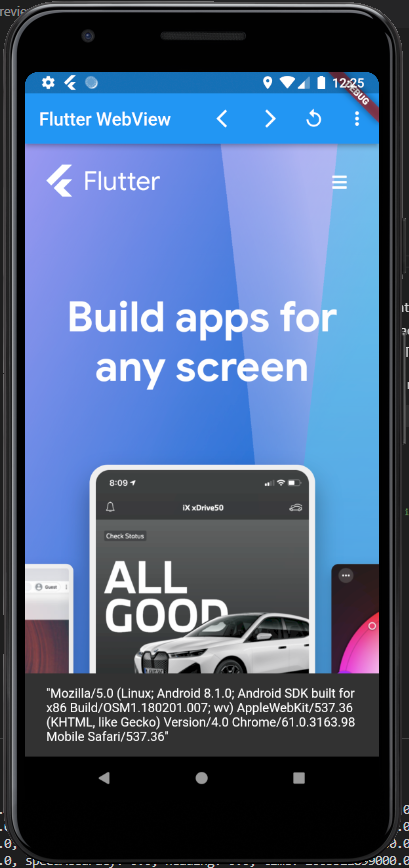 12:25
DEBUG
Flutter WebView
Flutter
Build apps for
any screen
8:09
iX xDrive50
Check Status
Guest
ALL
GOOD
"Mozilla/5.0 (Linux; Android 8.1.0; Android SDK built for
x86 Build/OSM1.180201.007; wv) AppleWebKit/537.36
(KHTML, like Gecko) Version/4.0 Chrome/61.0.3163.98
Mobile Safari/537.36"